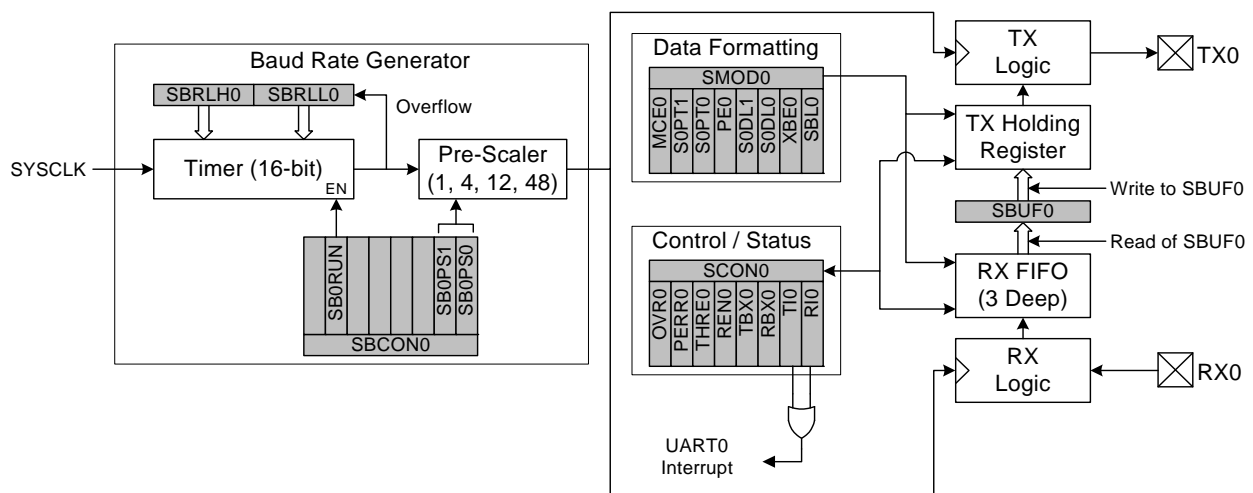 Baud Rate Generator
SBRLH0 SBRLL0
Overflow
SYSCLK
Timer (16-bit)
EN
Pre-Scaler
(1, 4, 12, 48)
SB0RUN
SB0PS1
SB0PS0
SBCON0
Data Formatting
SMOD0
MCE0
S0PT1
S0PT0
PE0
S0DL1
S0DL0
XBE0
SBL0
Control / Status
SCON0
OVR0
PERR0
THRE0
REN0
TBX0
RBX0
TI0
RI0
UART0
Interrupt
TX
Logic
TX0
TX Holding
Register
Write to SBUF0
SBUF0
Read of SBUF0
RX FIFO
(3 Deep)
RX
Logic
RX0